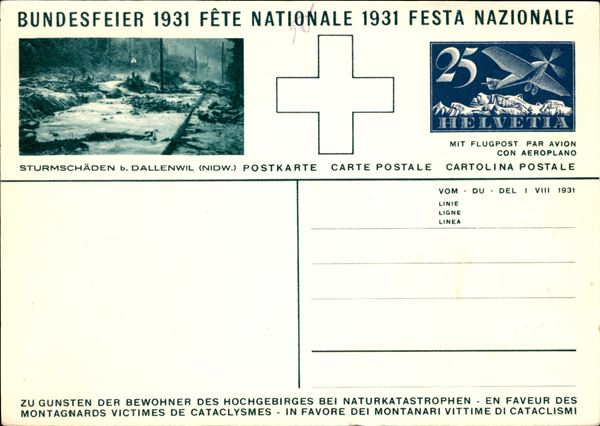 BUNDESFEIER 1931 FÊTE NATIONALE 1931 FESTA NAZIONALE
25
HELVETIA
MIT FLUGPOST PAR AVION
CON AEROPLANO
STURMSCHÄDEN b. DALLENWIL (NIDW.) POSTKARTE CARTE POSTALE CARTOLINA POSTALE
VOM · DU · DEL 1 VIII 1931
LINIE
LIGNE
LINEA
ZU GUNSTEN DER BEWOHNER DES HOCHGEBIRGES BEI NATURKATASTROPHEN - EN FAVEUR DES
MONTAGNARDS VICTIMES DE CATACLYSMES - IN FAVORE DEI MONTANARI VITTIME DI CATACLISMI